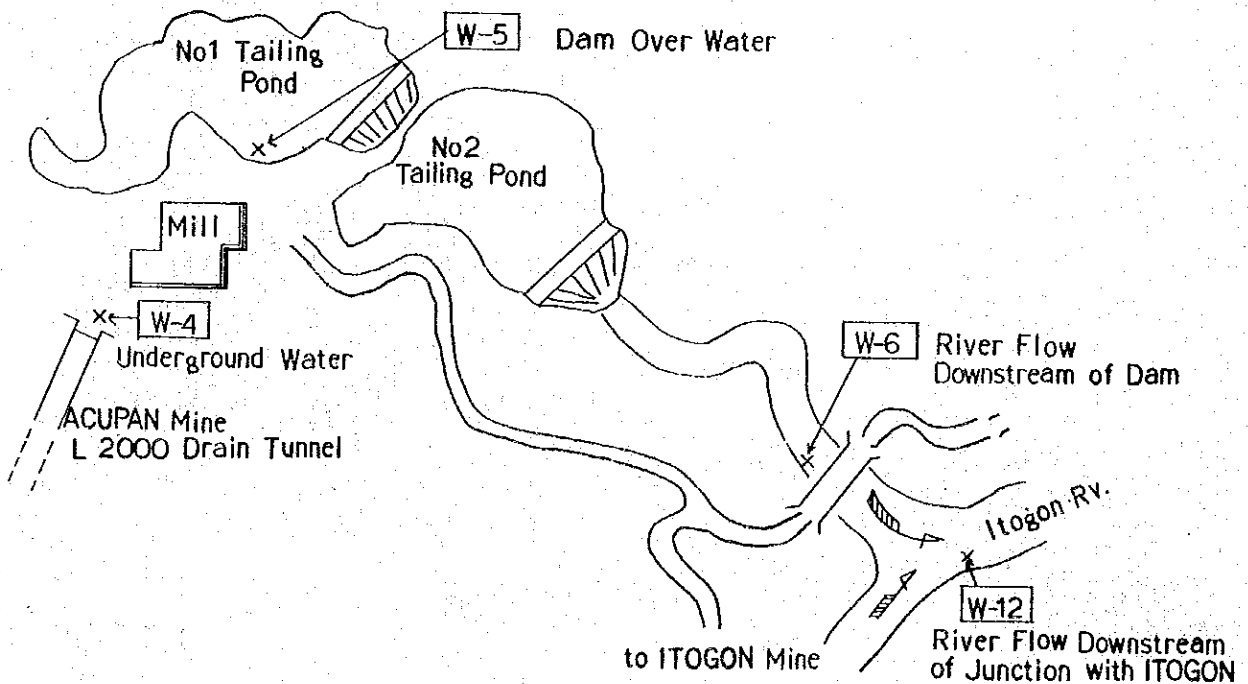 W-5 Dam Over Water
No1 Tailing
Pond
No2
Tailing Pond
Mill
W-4
Underground Water
ACUPAN Mine
L 2000 Drain Tunnel
W-6 River Flow
Downstream of Dam
Itogon Rv.
W-12
River Flow Downstream
of Junction with ITOGON
to ITOGON Mine